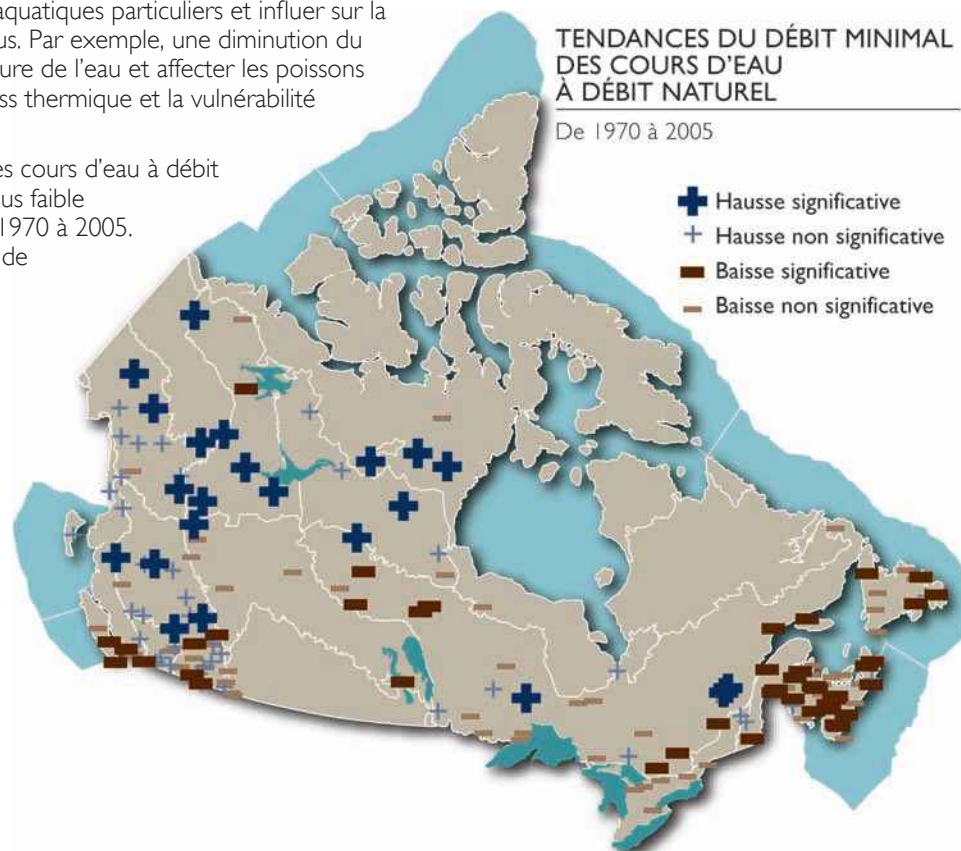 aquatiques particuliers et influer sur la
us. Par exemple, une diminution du
ure de l'eau et affecter les poissons
ss thermique et la vulnérabilité
es cours d'eau à débit
us faible
1970 à 2005.
de
TENDANCES DU DÉBIT MINIMAL
DES COURS D'EAU
À DÉBIT NATUREL
De 1970 à 2005
Hausse significative
Hausse non significative
Baisse significative
Baisse non significative